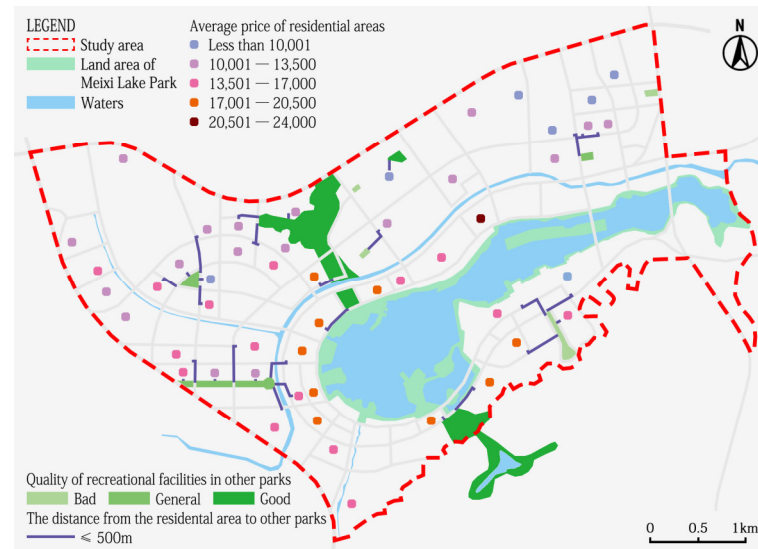 LEGEND
Study area
Land area of
Meixi Lake Park
Waters
Average price of residential areas
Less than 10,001
10,001 — 13,500
13,501 — 17,000
17,001 — 20,500
20,501 — 24,000
N
Quality of recreational facilities in other parks
Bad General Good
The distance from the residental area to other parks
≤ 500m
0 0.5 1km